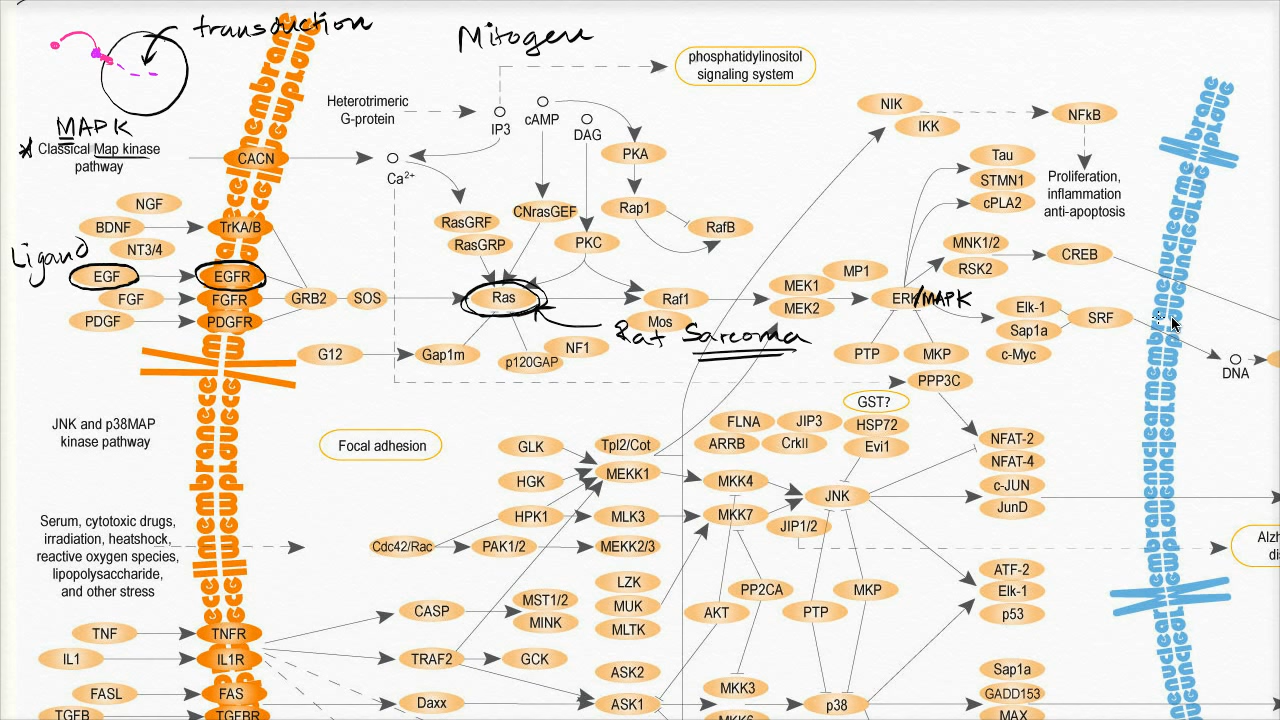 transduction
Mitogen
phosphatidylinositol
signaling system
MAPK
Classical Map kinase
pathway
Heterotrimeric
G-protein
IP3
cAMP
DAG
Ca2+
CACN
PKA
NIK
IKK
NFkB
Proliferation,
inflammation
anti-apoptosis
Tau
STMN1
cPLA2
NGF
BDNF
NT3/4
TrKA/B
RasGRF
RasGRP
CNrasGEF
PKC
Rap1
RafB
MNK1/2
RSK2
CREB
Ligand
EGF
EGFR
FGF
FGFR
PDGF
PDGFR
GRB2
SOS
Ras
Raf1
Mos
MEK1
MEK2
MP1
ERK/MAPK
Elk-1
Sap1a
c-Myc
SRF
Rat Sarcoma
G12
Gap1m
p120GAP
NF1
PTP
MKP
PPP3C
DNA
JNK and p38MAP
kinase pathway
Focal adhesion
GLK
HGK
HPK1
Tpl2/Cot
MEKK1
MLK3
MEKK2/3
FLNA
ARRB
JIP3
CrkII
GST?
HSP72
Evi1
MKK4
MKK7
JNK
JIP1/2
NFAT-2
NFAT-4
c-JUN
JunD
Serum, cytotoxic drugs,
irradiation, heatshock,
reactive oxygen species,
lipopolysaccharide,
and other stress
Cdc42/Rac
PAK1/2
LZK
MUK
MLTK
PP2CA
AKT
PTP
MKP
ATF-2
Elk-1
p53
TNF
TNFR
IL1
IL1R
FASL
FAS
TGFB
TGFBR
CASP
MST1/2
MINK
TRAF2
GCK
Daxx
ASK2
ASK1
MKK3
MKK6
p38
Sap1a
GADD153
MAX
cell membrane
nuclear membrane